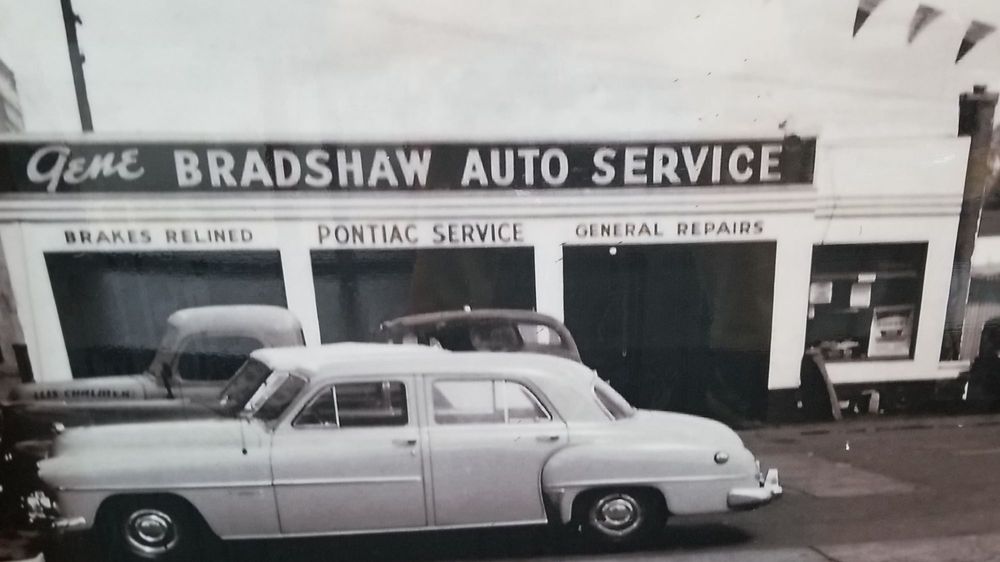 Gene BRADSHAW AUTO SERVICE
BRAKES RELINED
PONTIAC SERVICE
GENERAL REPAIRS